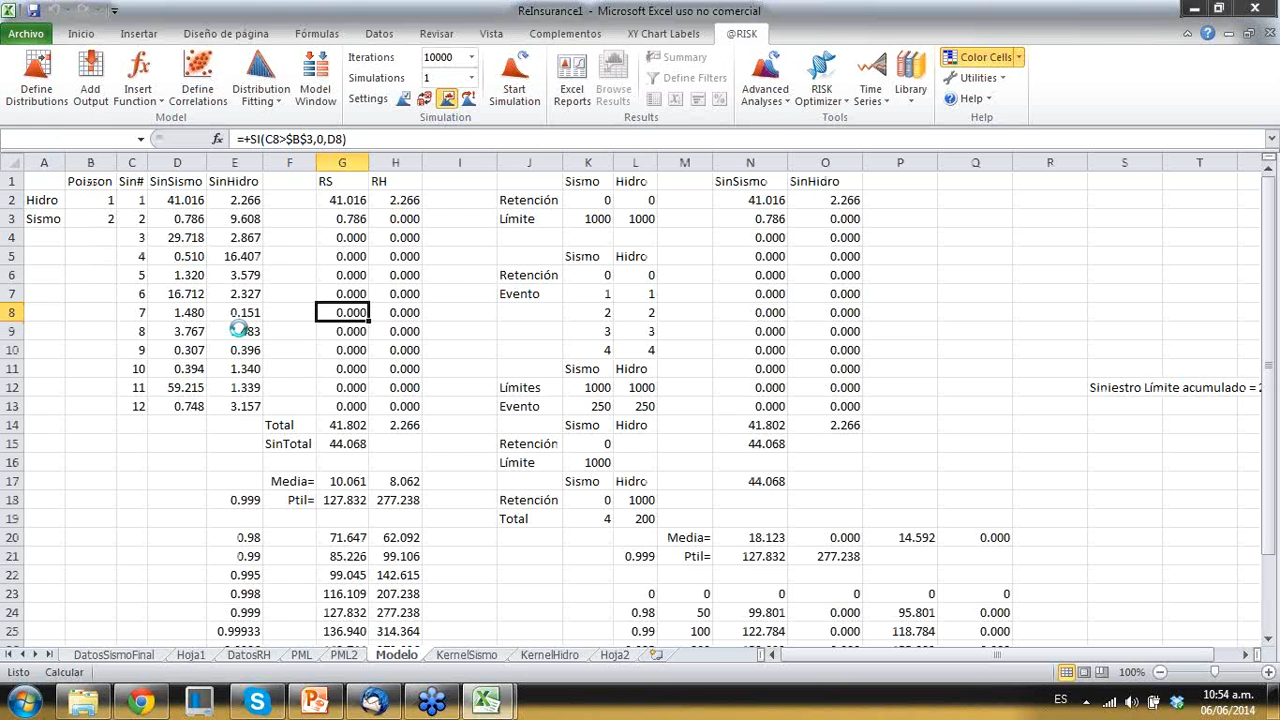 ReInsurance1 - Microsoft Excel uso no comercial
Archivo Inicio Insertar Diseño de página Fórmulas Datos Revisar Vista Complementos XY Chart Labels @RISK
Define Distributions Add Output Insert Function Define Correlations Distribution Fitting Model Window
Iterations 10000
Simulations 1
Settings
Start Simulation Excel Reports Browse Results
Summary
Define Filters
Advanced Analyses RISK Optimizer Time Series Library
Color Cells
Utilities
Help
Model Simulation Results Tools Help
fx =+SI(C8>$B$3,0,D8)
A B C D E F G H I J K L M N O P Q R S T
1 Poisson Sin# SinSismo SinHidro RS RH Sismo Hidro SinSismo SinHidro
2 Hidro 1 1 41.016 2.266 41.016 2.266 Retención 0 0 41.016 2.266
3 Sismo 2 2 0.786 9.608 0.786 0.000 Límite 1000 1000 0.786 0.000
4 3 29.718 2.867 0.000 0.000 0.000 0.000
5 4 0.510 16.407 0.000 0.000 Sismo Hidro 0.000 0.000
6 5 1.320 3.579 0.000 0.000 Retención 0 0 0.000 0.000
7 6 16.712 2.327 0.000 0.000 Evento 1 1 0.000 0.000
8 7 1.480 0.151 0.000 0.000 2 2 0.000 0.000
9 8 3.767 83 0.000 0.000 3 3 0.000 0.000
10 9 0.307 0.396 0.000 0.000 4 4 0.000 0.000
11 10 0.394 1.340 0.000 0.000 Sismo Hidro 0.000 0.000
12 11 59.215 1.339 0.000 0.000 Límites 1000 1000 0.000 0.000 Siniestro Límite acumulado =
13 12 0.748 3.157 0.000 0.000 Evento 250 250 0.000 0.000
14 Total 41.802 2.266 Sismo Hidro 41.802 2.266
15 SinTotal 44.068 Retención 0 44.068
16 Límite 1000
17 Media= 10.061 8.062 Sismo Hidro 44.068
18 0.999 Ptil= 127.832 277.238 Retención 0 1000
19 Total 4 200
20 0.98 71.647 62.092 Media= 18.123 0.000 14.592 0.000
21 0.99 85.226 99.106 0.999 Ptil= 127.832 277.238
22 0.995 99.045 142.615
23 0.998 116.109 207.238 0 0 0 0 0 0
24 0.999 127.832 277.238 0.98 50 99.801 0.000 95.801 0.000
25 0.99933 136.940 314.364 0.99 100 122.784 0.000 118.784 0.000
DatosSismoFinal Hoja1 DatosRH PML PML2 Modelo KernelSismo KernelHidro Hoja2
Listo Calcular 100%
ES 10:54 a.m.
06/06/2014